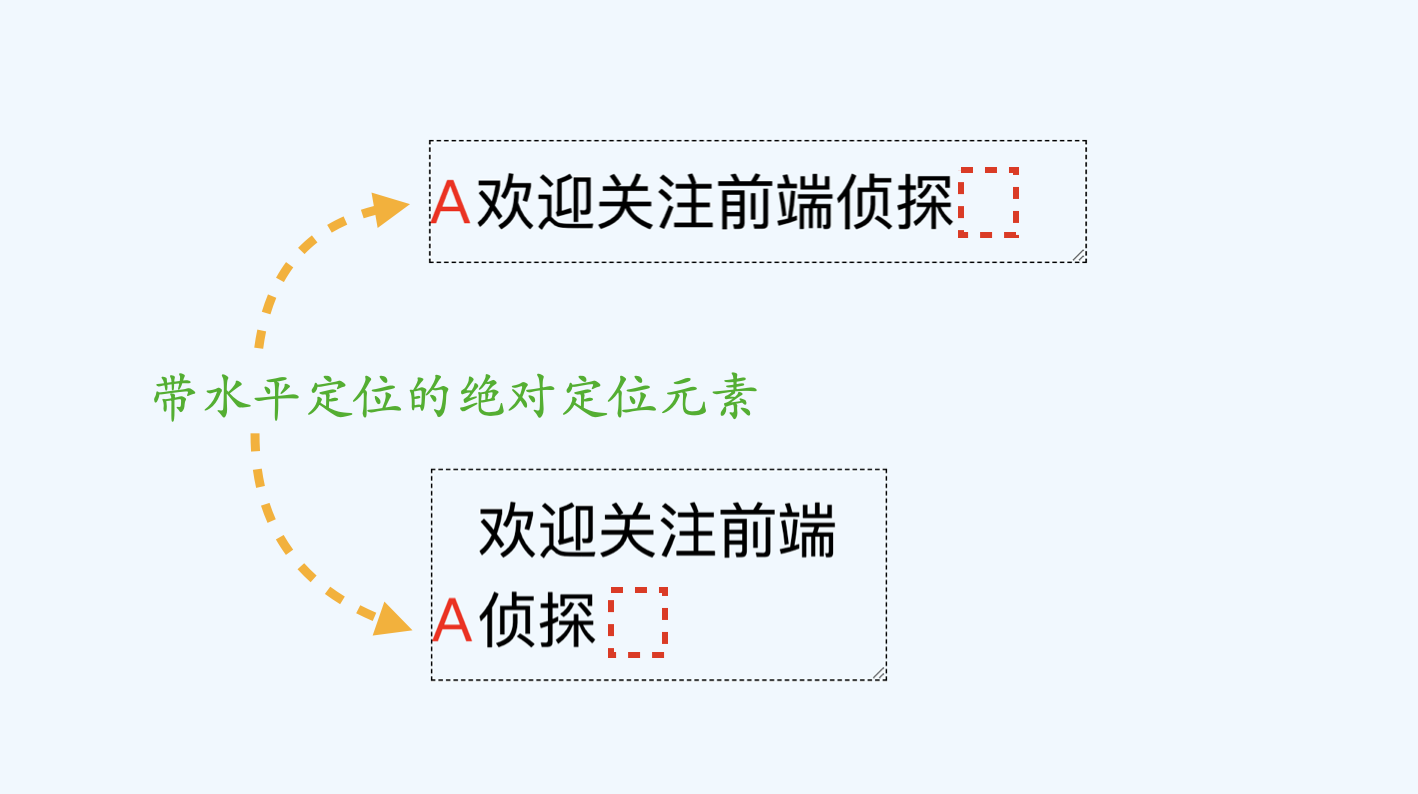 A欢迎关注前端侦探
带水平定位的绝对定位元素
欢迎关注前端
A侦探